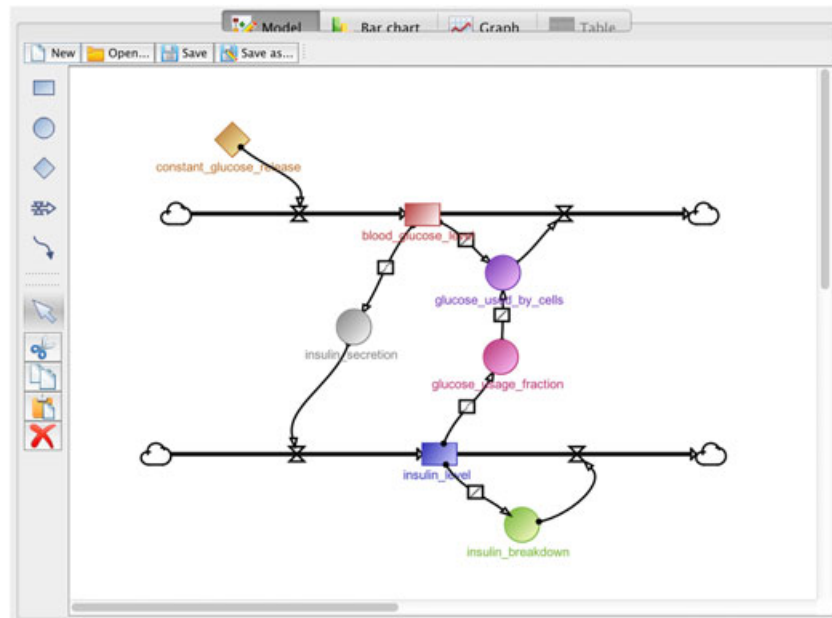 Model Bar chart Graph Table
New Open... Save Save as...
constant_glucose_release
blood_glucose_level
glucose_used_by_cells
insulin_secretion
glucose_usage_fraction
insulin_level
insulin_breakdown